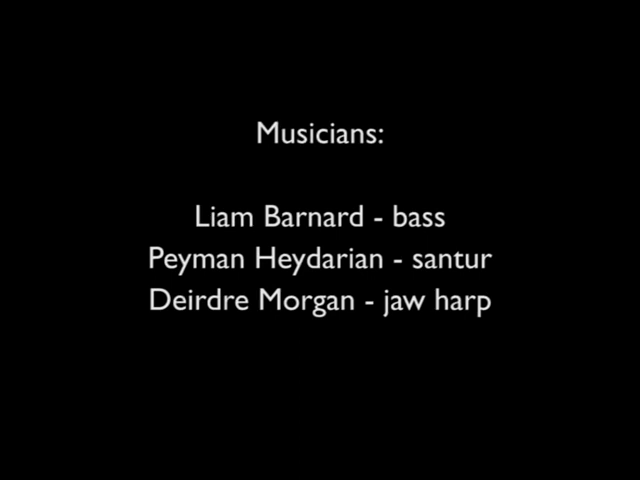 Musicians:
Liam Barnard - bass
Peyman Heydarian - santur
Deirdre Morgan - jaw harp